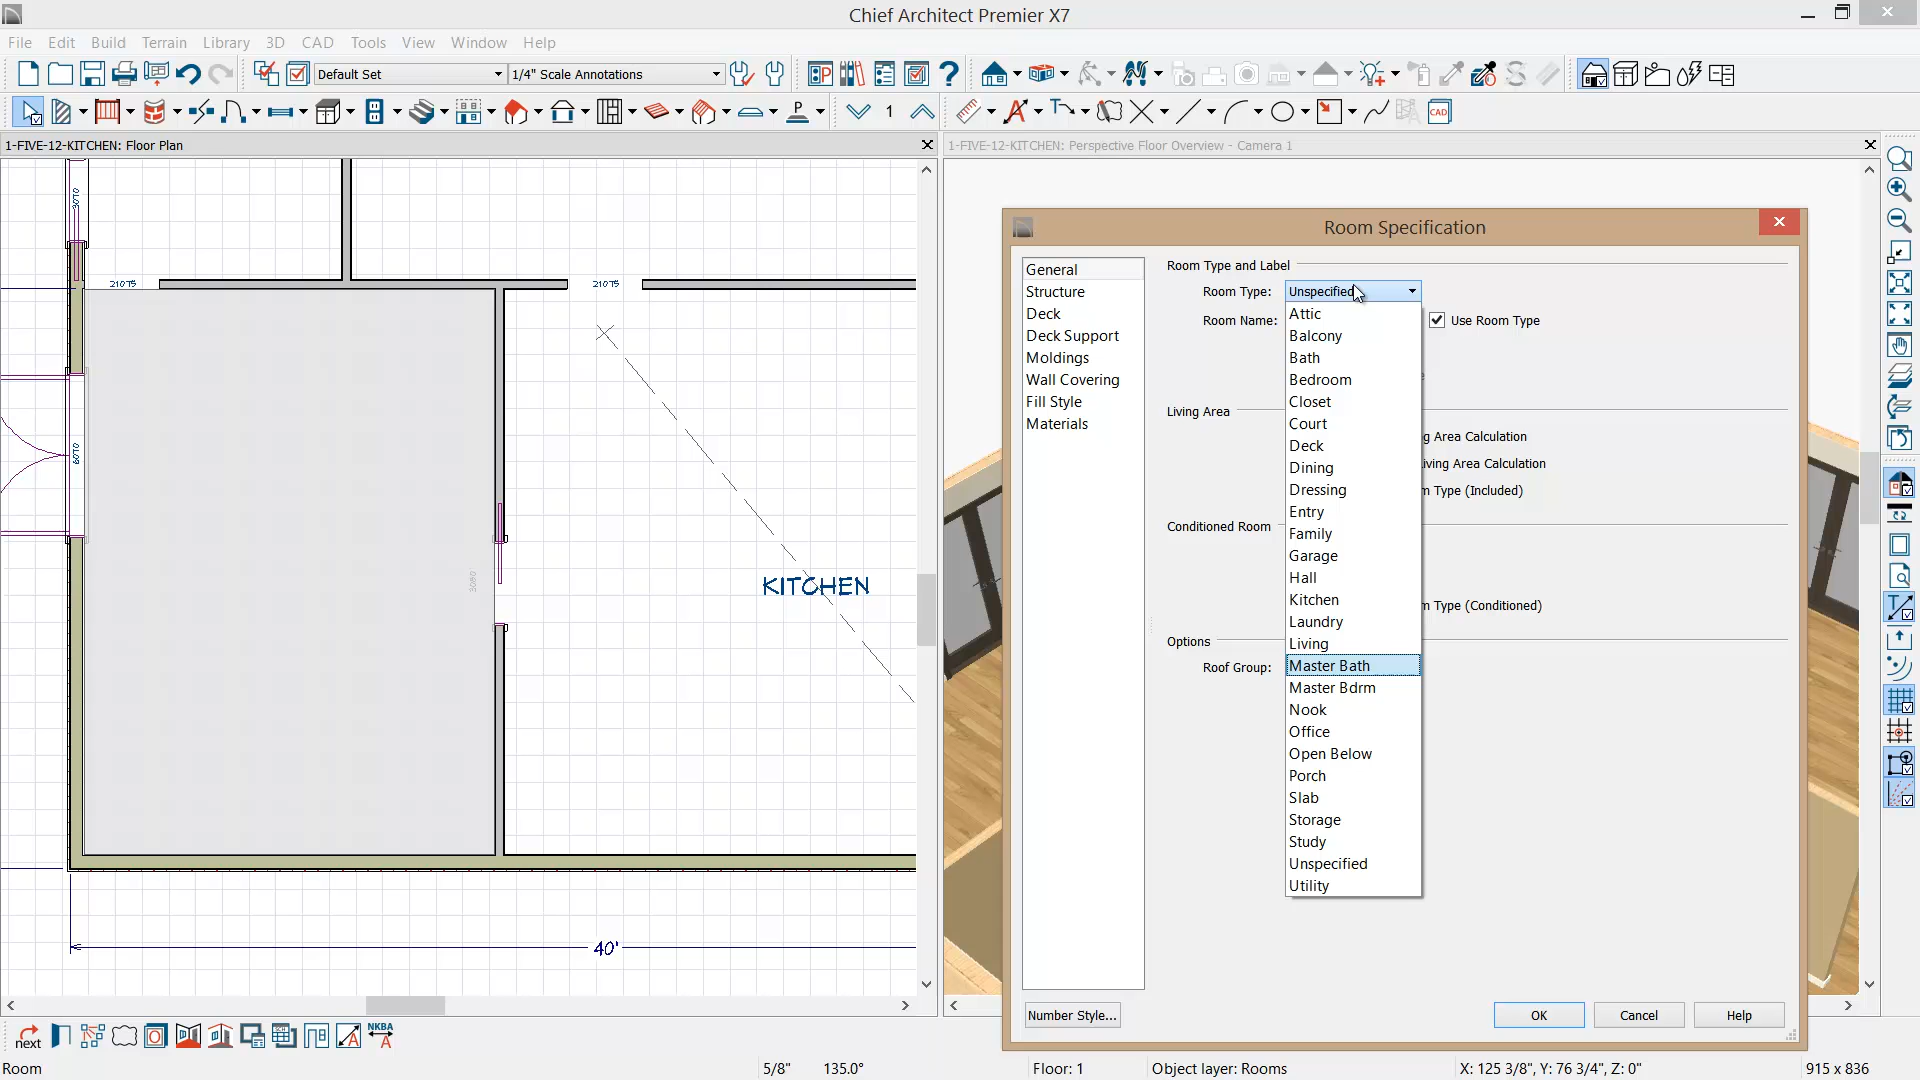 Chief Architect Premier X7
File Edit Build Terrain Library 3D CAD Tools View Window Help
Default Set
1/4" Scale Annotations
1
CAD
1-FIVE-12-KITCHEN: Floor Plan
1-FIVE-12-KITCHEN: Perspective Floor Overview - Camera 1
Room Specification
General
Structure
Deck
Deck Support
Moldings
Wall Covering
Fill Style
Materials
Room Type and Label
Room Type: Unspecified
Room Name:
Use Room Type
Attic
Balcony
Bath
Bedroom
Closet
Court
Deck
Dining
Dressing
Entry
Family
Garage
Hall
Kitchen
Laundry
Living
Master Bath
Master Bdrm
Nook
Office
Open Below
Porch
Slab
Storage
Study
Unspecified
Utility
Living Area
g Area Calculation
iving Area Calculation
m Type (Included)
Conditioned Room
m Type (Conditioned)
Options
Roof Group:
Number Style...
OK
Cancel
Help
21075
21075
6070
3080
KITCHEN
40'
next
NKBA
Room
5/8"
135.0°
Floor: 1
Object layer: Rooms
X: 125 3/8", Y: 76 3/4", Z: 0"
915 x 836